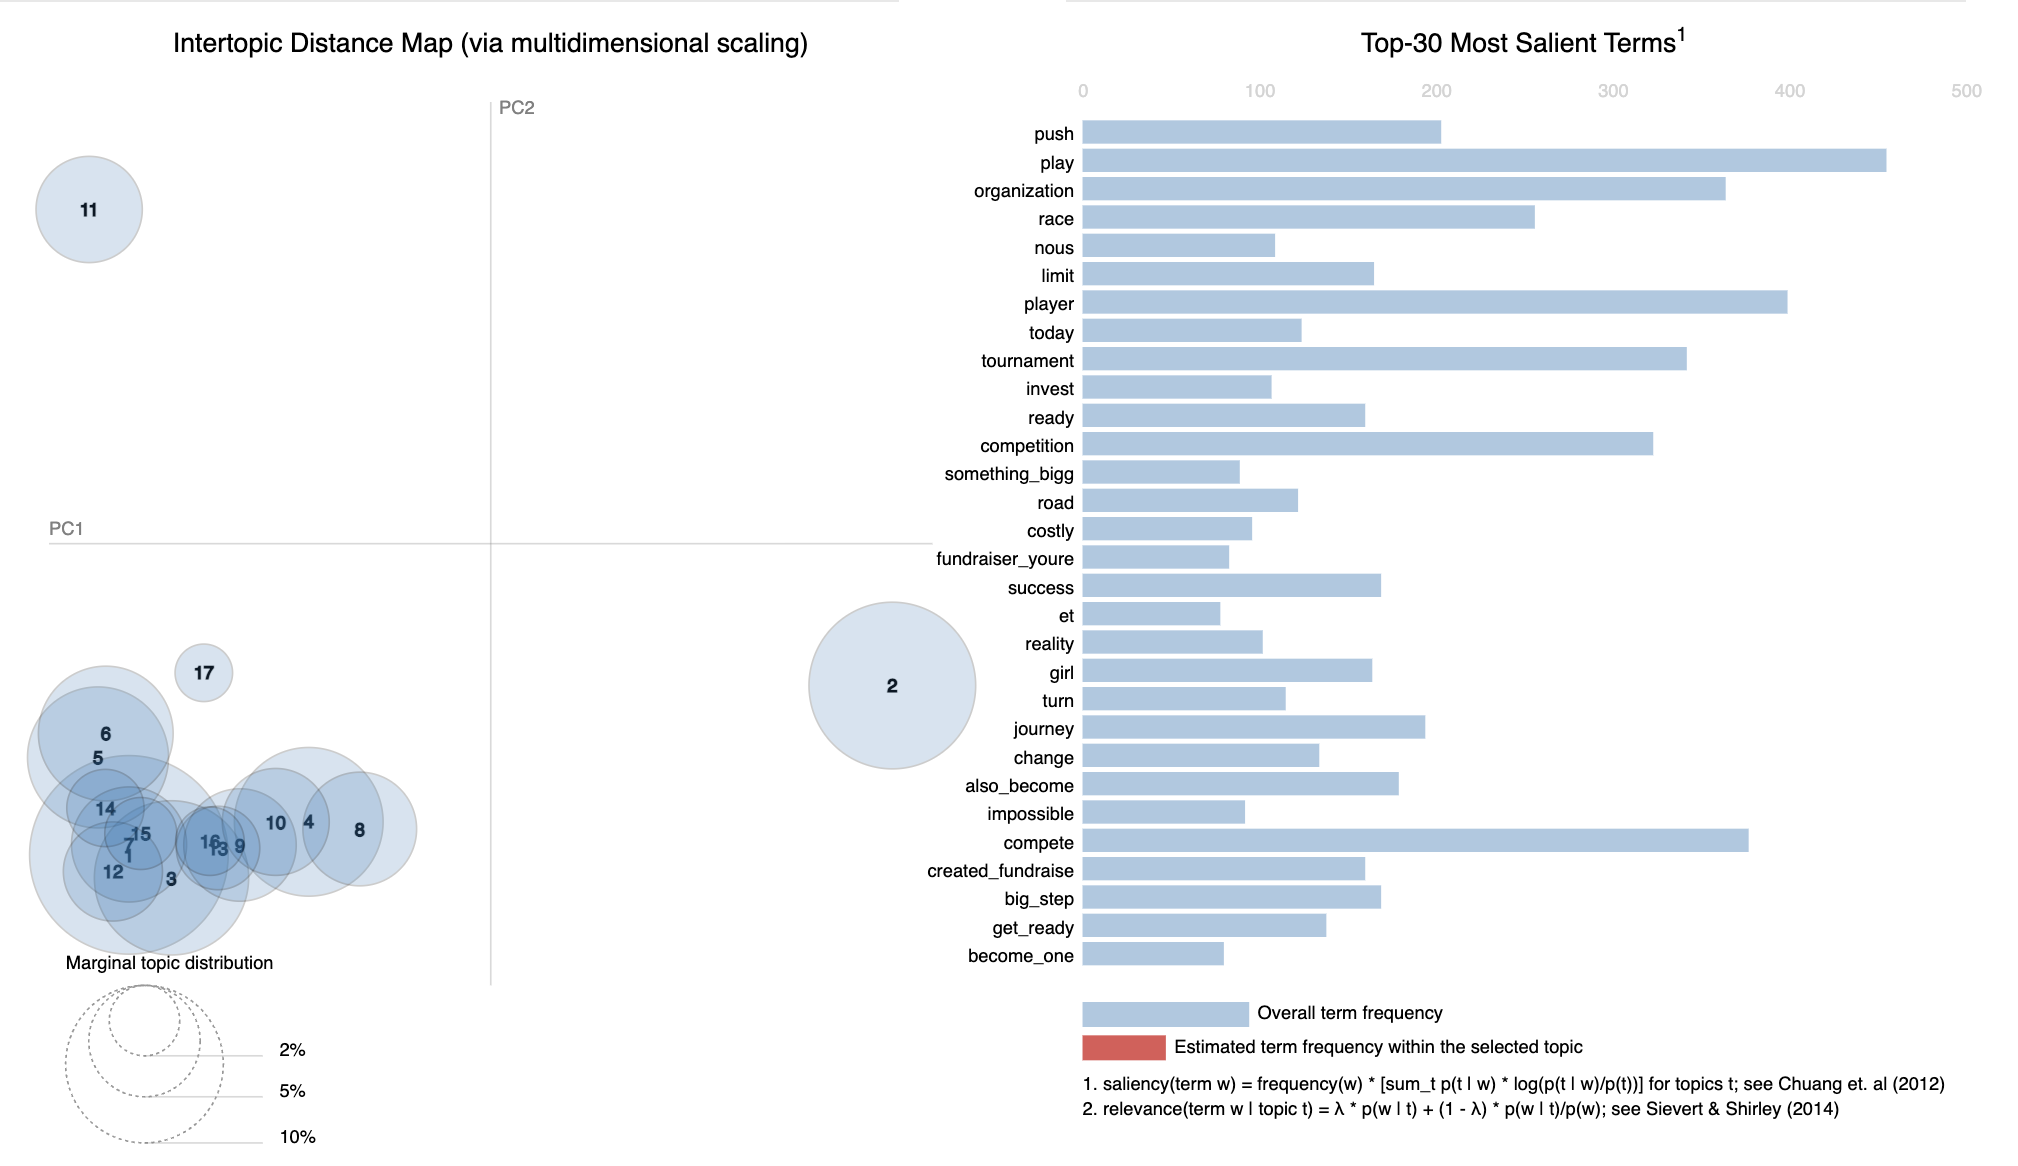 Intertopic Distance Map (via multidimensional scaling)
PC2
PC1
11
17
2
6
5
14
15
7
1
12
3
16
13
9
10
4
8
Marginal topic distribution
2%
5%
10%
Top-30 Most Salient Terms1
0 100 200 300 400 500
push
play
organization
race
nous
limit
player
today
tournament
invest
ready
competition
something_bigg
road
costly
fundraiser_youre
success
et
reality
girl
turn
journey
change
also_become
impossible
compete
created_fundraise
big_step
get_ready
become_one
Overall term frequency
Estimated term frequency within the selected topic
1. saliency(term w) = frequency(w) * [sum_t p(t | w) * log(p(t | w)/p(t))] for topics t; see Chuang et. al (2012)
2. relevance(term w | topic t) = λ * p(w | t) + (1 - λ) * p(w | t)/p(w); see Sievert & Shirley (2014)